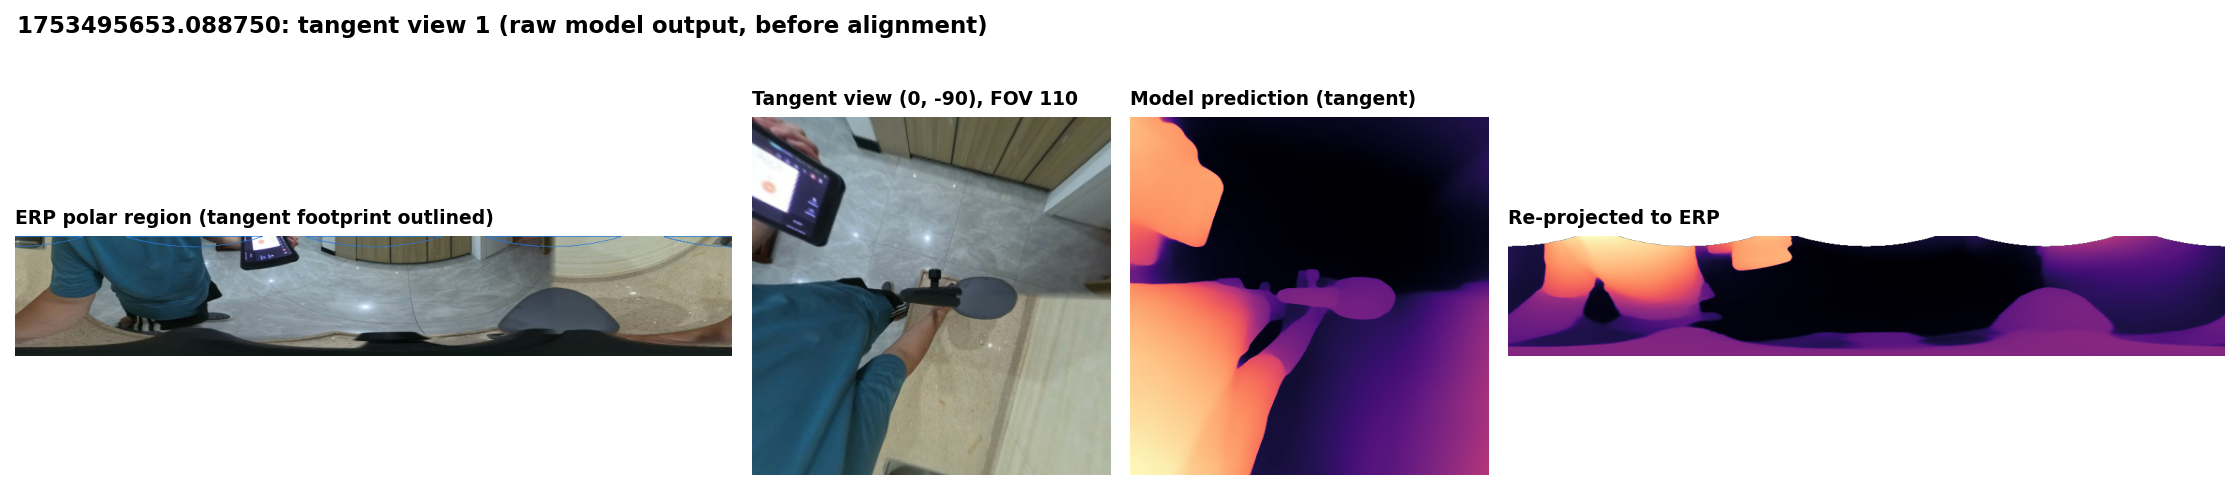 1753495653.088750: tangent view 1 (raw model output, before alignment)
Tangent view (0, -90), FOV 110
Model prediction (tangent)
ERP polar region (tangent footprint outlined)
Re-projected to ERP